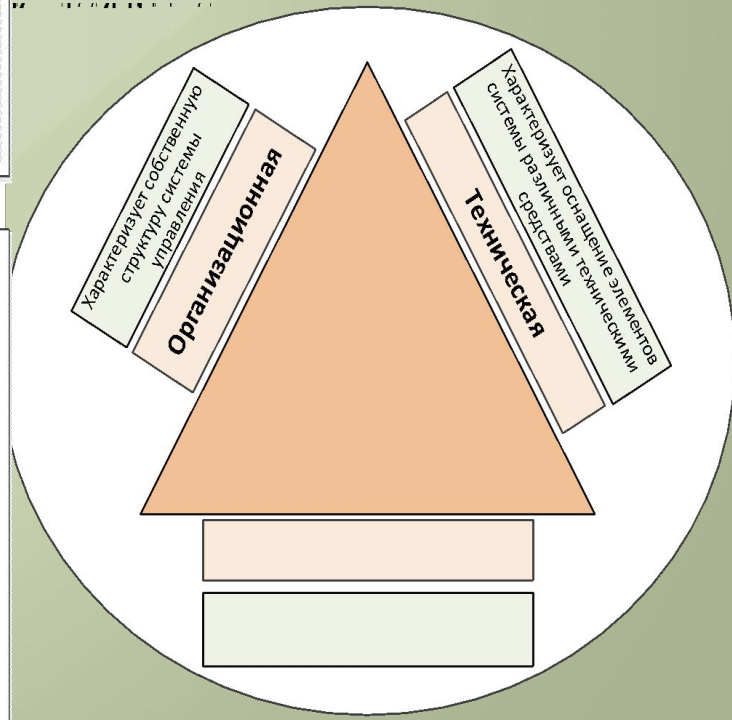 Характеризует собственную
структуру системы
управления
Организационная
Техническая
Характеризует оснащение элементов
системы различными техническими
средствами